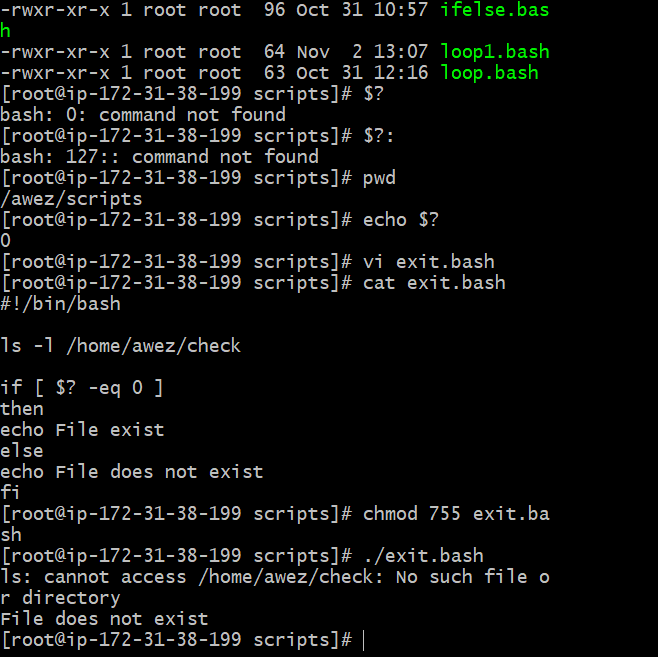 -rwxr-xr-x 1 root root  96 Oct 31 10:57 ifelse.bas
h
-rwxr-xr-x 1 root root  64 Nov  2 13:07 loop1.bash
-rwxr-xr-x 1 root root  63 Oct 31 12:16 loop.bash
[root@ip-172-31-38-199 scripts]# $?
bash: 0: command not found
[root@ip-172-31-38-199 scripts]# $?:
bash: 127:: command not found
[root@ip-172-31-38-199 scripts]# pwd
/awez/scripts
[root@ip-172-31-38-199 scripts]# echo $?
0
[root@ip-172-31-38-199 scripts]# vi exit.bash
[root@ip-172-31-38-199 scripts]# cat exit.bash
#!/bin/bash

ls -l /home/awez/check

if [ $? -eq 0 ]
then
echo File exist
else
echo File does not exist
fi
[root@ip-172-31-38-199 scripts]# chmod 755 exit.ba
sh
[root@ip-172-31-38-199 scripts]# ./exit.bash
ls: cannot access /home/awez/check: No such file o
r directory
File does not exist
[root@ip-172-31-38-199 scripts]#